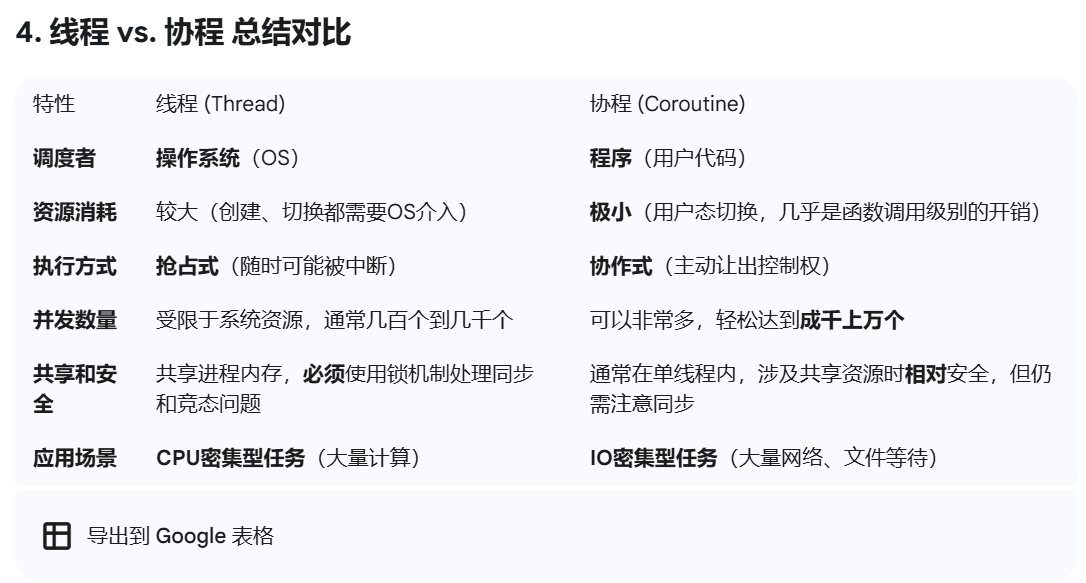 4. 线程 vs. 协程 总结对比
特性 线程 (Thread) 协程 (Coroutine)
调度者 操作系统（OS） 程序（用户代码）
资源消耗 较大（创建、切换都需要OS介入） 极小（用户态切换，几乎是函数调用级别的开销）
执行方式 抢占式（随时可能被中断） 协作式（主动让出控制权）
并发数量 受限于系统资源，通常几百个到几千个 可以非常多，轻松达到成千上万个
共享和安 共享进程内存，必须使用锁机制处理同步 通常在单线程内，涉及共享资源时相对安全，但仍
全 和竞态问题 需注意同步
应用场景 CPU密集型任务（大量计算） IO密集型任务（大量网络、文件等待）
导出到 Google 表格